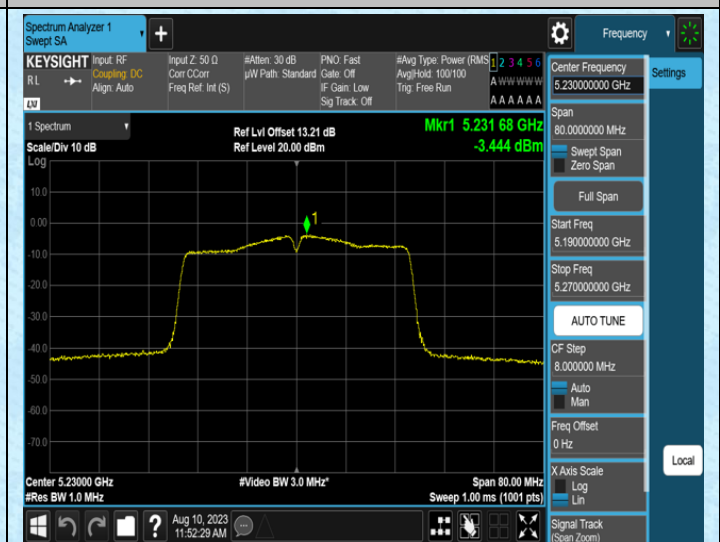 Spectrum Analyzer 1
Swept SA
+
Frequency
KEYSIGHT
RL
LXI
Input: RF
Coupling: DC
Align: Auto
Input Z: 50 Ω
Corr CCorr
Freq Ref: Int (S)
#Atten: 30 dB
µW Path: Standard
PNO: Fast
Gate: Off
IF Gain: Low
Sig Track: Off
#Avg Type: Power (RMS
Avg|Hold: 100/100
Trig: Free Run
1 2 3 4 5 6
A W W W W W
A A A A A A
1 Spectrum
Scale/Div 10 dB
Log
Ref Lvl Offset 13.21 dB
Ref Level 20.00 dBm
Mkr1 5.231 68 GHz
-3.444 dBm
10.0
0.00
-10.0
-20.0
-30.0
-40.0
-50.0
-60.0
-70.0
1
Center 5.23000 GHz
#Res BW 1.0 MHz
#Video BW 3.0 MHz*
Span 80.00 MHz
Sweep 1.00 ms (1001 pts)
Center Frequency
5.230000000 GHz
Span
80.0000000 MHz
Swept Span
Zero Span
Full Span
Start Freq
5.190000000 GHz
Stop Freq
5.270000000 GHz
AUTO TUNE
CF Step
8.000000 MHz
Auto
Man
Freq Offset
0 Hz
X Axis Scale
Log
Lin
Signal Track
(Span Zoom)
Settings
Local
?
Aug 10, 2023
11:52:29 AM